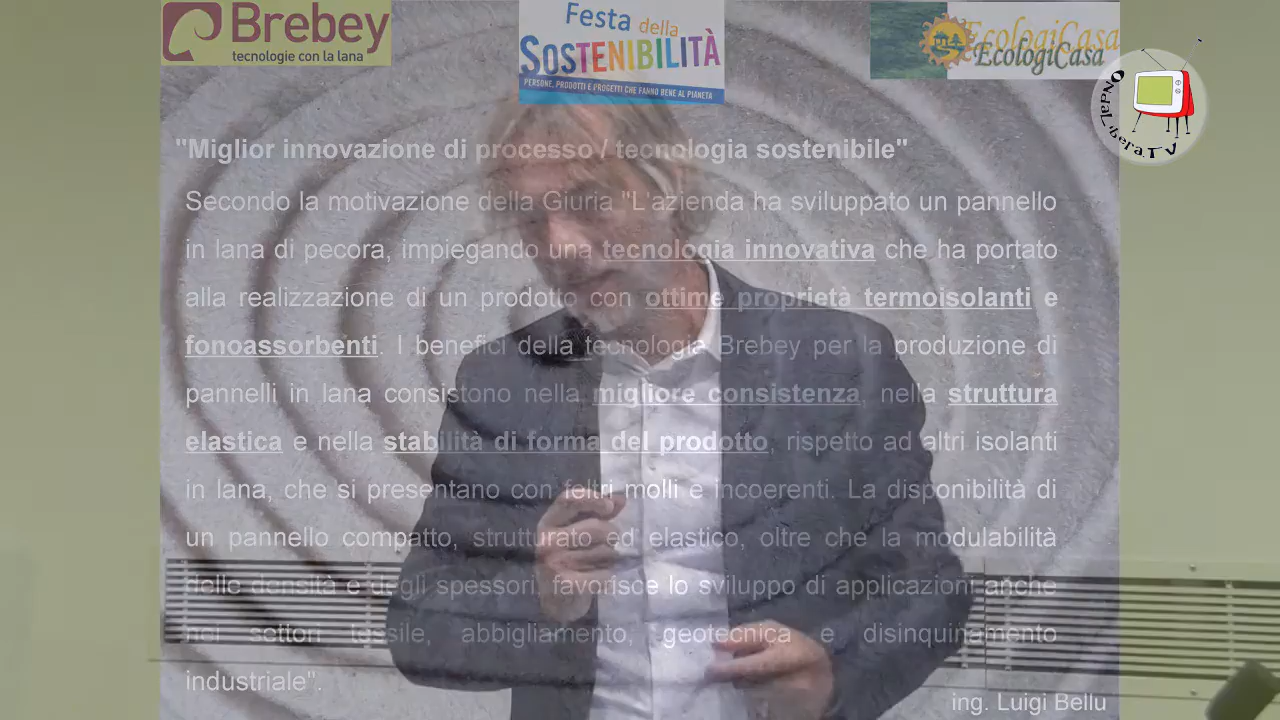 Brebey
tecnologie con la lana
Festa della
SOSTENIBILITÀ
PERSONE, PRODOTTI E PROGETTI CHE FANNO BENE AL PIANETA
EcologiCasa
EcologiCasa
"Miglior innovazione di processo / tecnologia sostenibile"
Secondo la motivazione della Giuria "L'azienda ha sviluppato un pannello
in lana di pecora, impiegando una tecnologia innovativa che ha portato
alla realizzazione di un prodotto con ottime proprietà termoisolanti e
fonoassorbenti. I benefici della tecnologia Brebey per la produzione di
pannelli in lana consistono nella migliore consistenza, nella struttura
elastica e nella stabilità di forma del prodotto, rispetto ad altri isolanti
in lana, che si presentano come feltri molli e incoerenti. La disponibilità di
un pannello compatto, strutturato ed elastico, oltre che la modulabilità
delle densità e degli spessori, favorisce lo sviluppo di applicazioni anche
nei settori tessile, abbigliamento, geotecnica e disinquinamento
industriale".
ing. Luigi Bellu